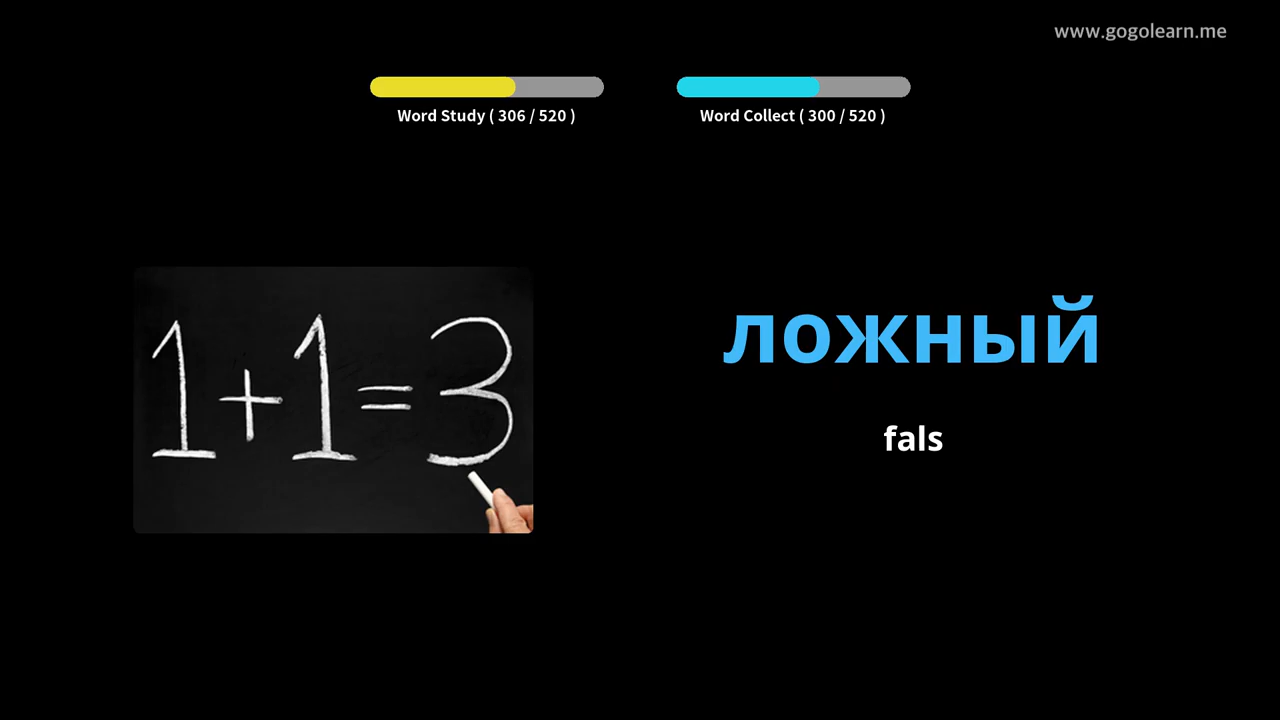 www.gogolearn.me
Word Study ( 306 / 520 )
Word Collect ( 300 / 520 )
1+1=3
ложный
fals